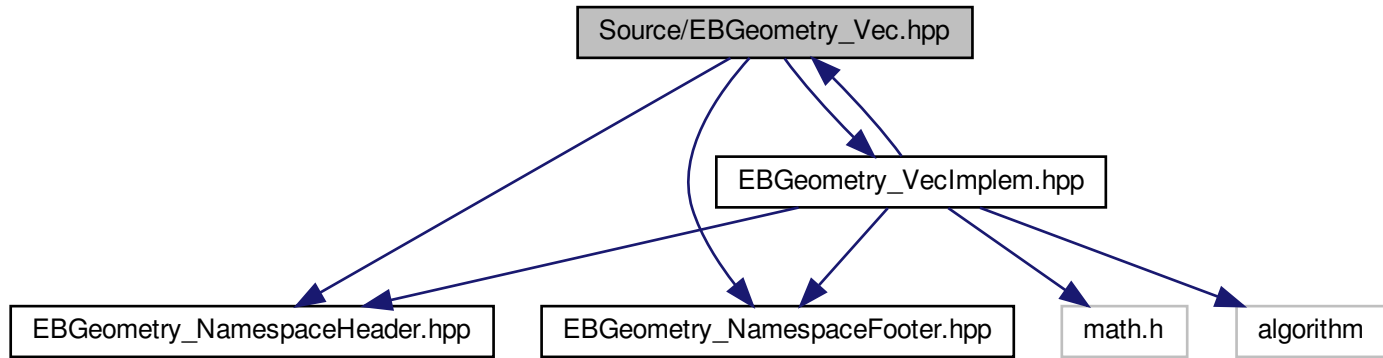 Source/EBGeometry_Vec.hpp
EBGeometry_VecImplem.hpp
EBGeometry_NamespaceHeader.hpp
EBGeometry_NamespaceFooter.hpp
math.h
algorithm